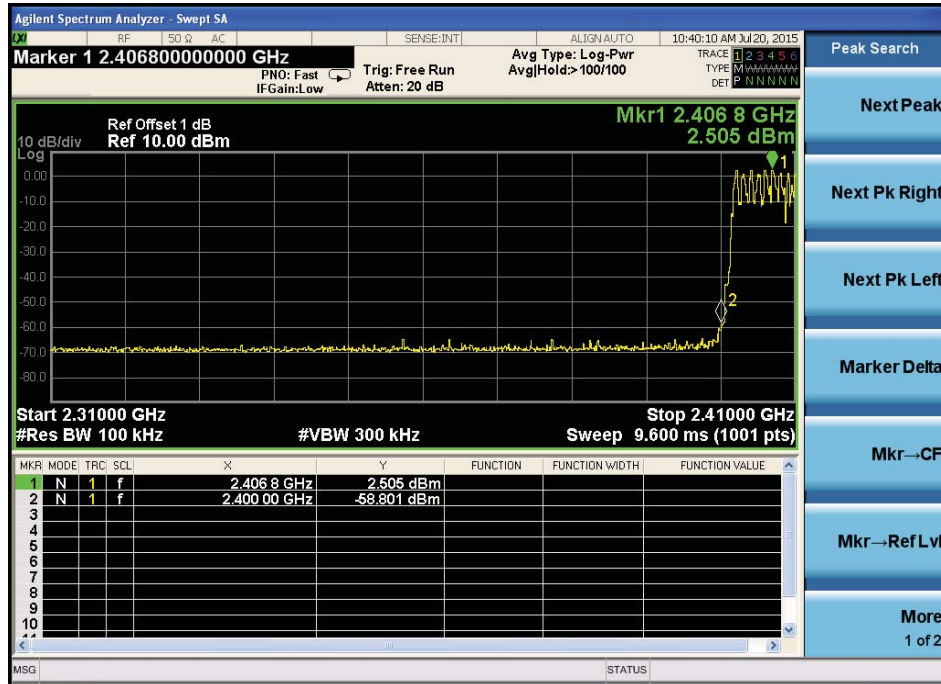 Agilent Spectrum Analyzer - Swept SA
LXI RF 50 Ω AC SENSE:INT ALIGN AUTO 10:40:10 AM Jul 20, 2015
Marker 1 2.406800000000 GHz
PNO: Fast
IFGain:Low
Trig: Free Run
Atten: 20 dB
Avg Type: Log-Pwr
Avg|Hold:>100/100
TRACE 1 2 3 4 5 6
TYPE M WWWWW
DET P N N N N N
Mkr1 2.406 8 GHz
2.505 dBm
Ref Offset 1 dB
10 dB/div Ref 10.00 dBm
Log
1
0.00
-10.0
-20.0
-30.0
-40.0
-50.0
2
-60.0
-70.0
-80.0
Start 2.31000 GHz Stop 2.41000 GHz
#Res BW 100 kHz #VBW 300 kHz Sweep 9.600 ms (1001 pts)
MKR MODE TRC SCL X Y FUNCTION FUNCTION WIDTH FUNCTION VALUE
1 N 1 f 2.406 8 GHz 2.505 dBm
2 N 1 f 2.400 00 GHz -58.801 dBm
3
4
5
6
7
8
9
10
11
MSG STATUS
Peak Search
Next Peak
Next Pk Right
Next Pk Left
Marker Delta
Mkr→CF
Mkr→Ref Lvl
More
1 of 2